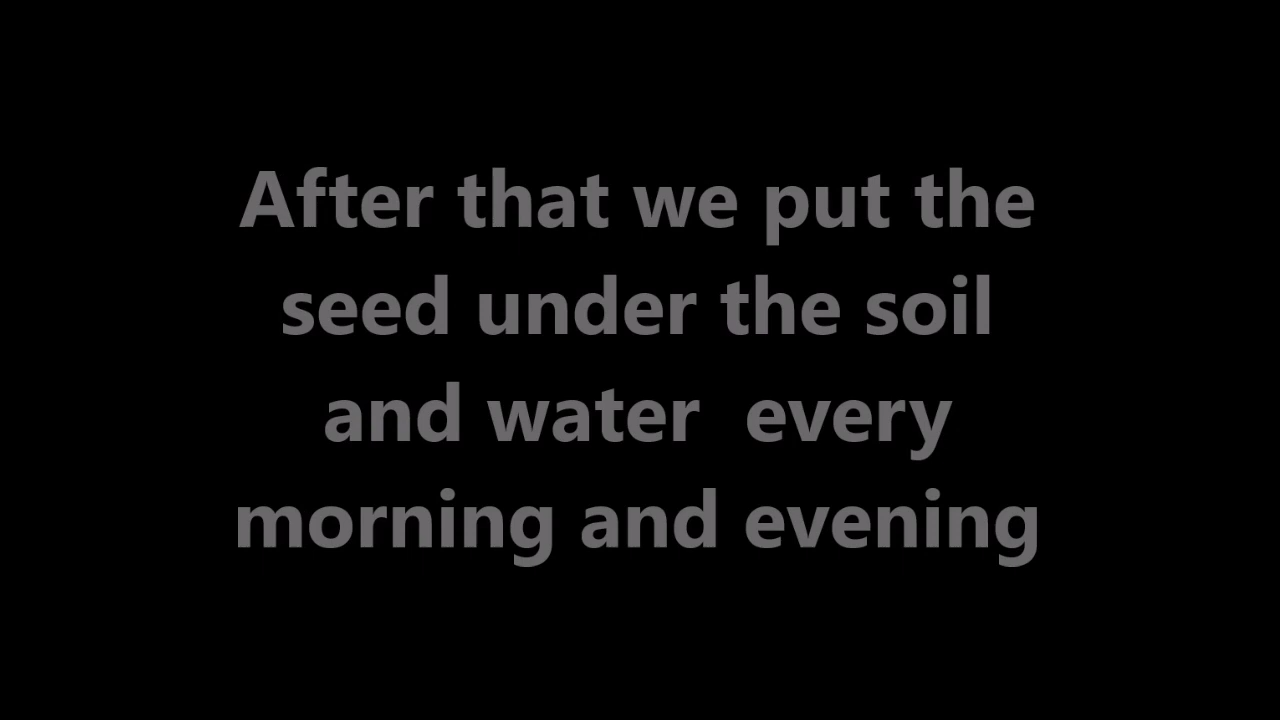 After that we put the
seed under the soil
and water  every
morning and evening